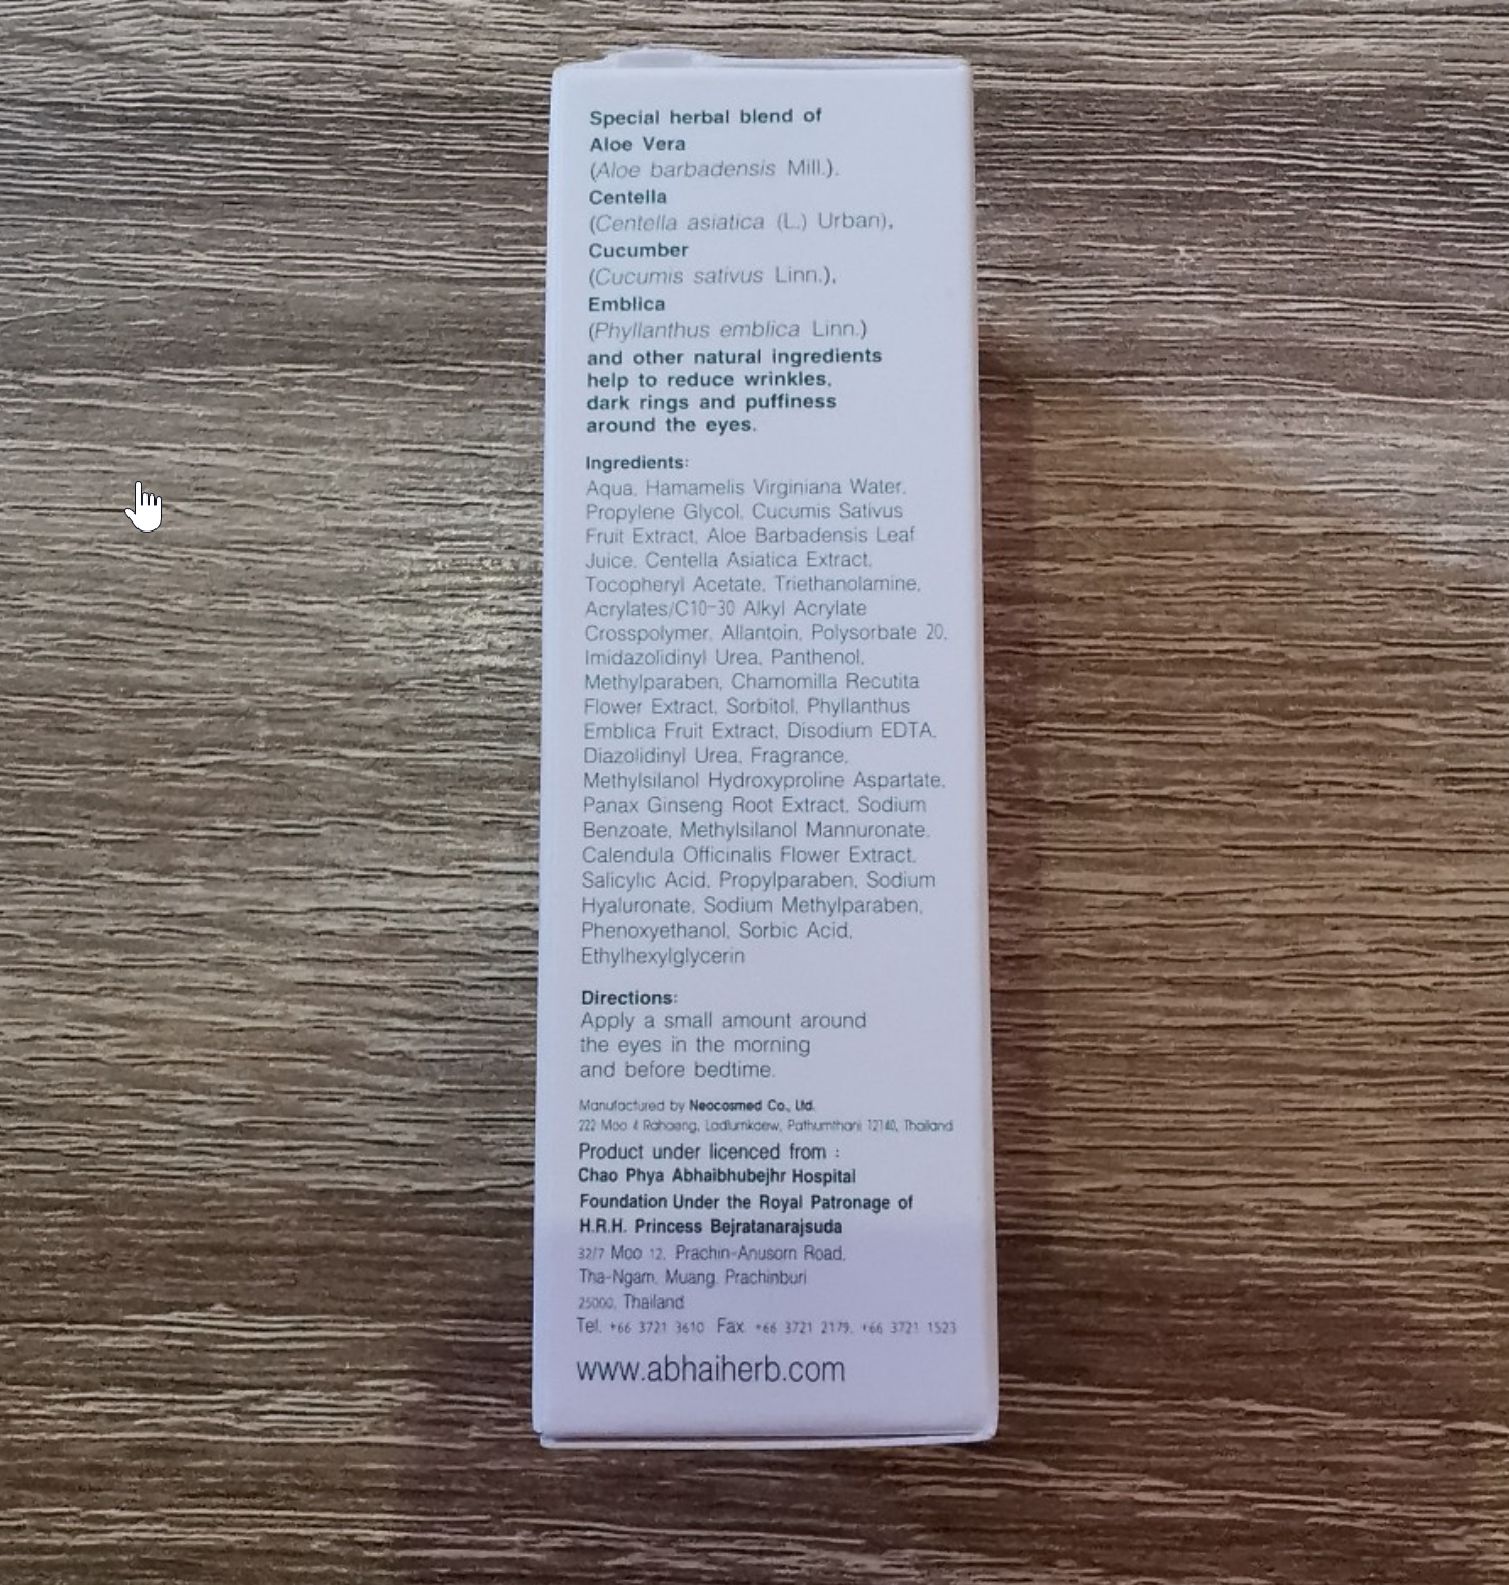 Special herbal blend of
Aloe Vera
(Aloe barbadensis Mill.).
Centella
(Centella asiatica (L.) Urban),
Cucumber
(Cucumis sativus Linn.),
Emblica
(Phyllanthus emblica Linn.)
and other natural ingredients
help to reduce wrinkles,
dark rings and puffiness
around the eyes.
Ingredients:
Aqua, Hamamelis Virginiana Water,
Propylene Glycol, Cucumis Sativus
Fruit Extract, Aloe Barbadensis Leaf
Juice, Centella Asiatica Extract,
Tocopheryl Acetate, Triethanolamine,
Acrylates/C10-30 Alkyl Acrylate
Crosspolymer, Allantoin, Polysorbate 20,
Imidazolidinyl Urea, Panthenol,
Methylparaben, Chamomilla Recutita
Flower Extract, Sorbitol, Phyllanthus
Emblica Fruit Extract, Disodium EDTA,
Diazolidinyl Urea, Fragrance,
Methylsilanol Hydroxyproline Aspartate,
Panax Ginseng Root Extract, Sodium
Benzoate, Methylsilanol Mannuronate,
Calendula Officinalis Flower Extract,
Salicylic Acid, Propylparaben, Sodium
Hyaluronate, Sodium Methylparaben,
Phenoxyethanol, Sorbic Acid,
Ethylhexylglycerin
Directions:
Apply a small amount around
the eyes in the morning
and before bedtime.
Manufactured by Neocosmed Co., Ltd.
222 Moo 4 Rahaeng, Ladlumkaew, Pathumthani 12140, Thailand
Product under licenced from :
Chao Phya Abhaibhubejhr Hospital
Foundation Under the Royal Patronage of
H.R.H. Princess Bejratanarajsuda
32/7 Moo 12, Prachin-Anusorn Road,
Tha-Ngam, Muang, Prachinburi
25000, Thailand
Tel. +66 3721 3610 Fax +66 3721 2179, +66 3721 1523
www.abhaiherb.com